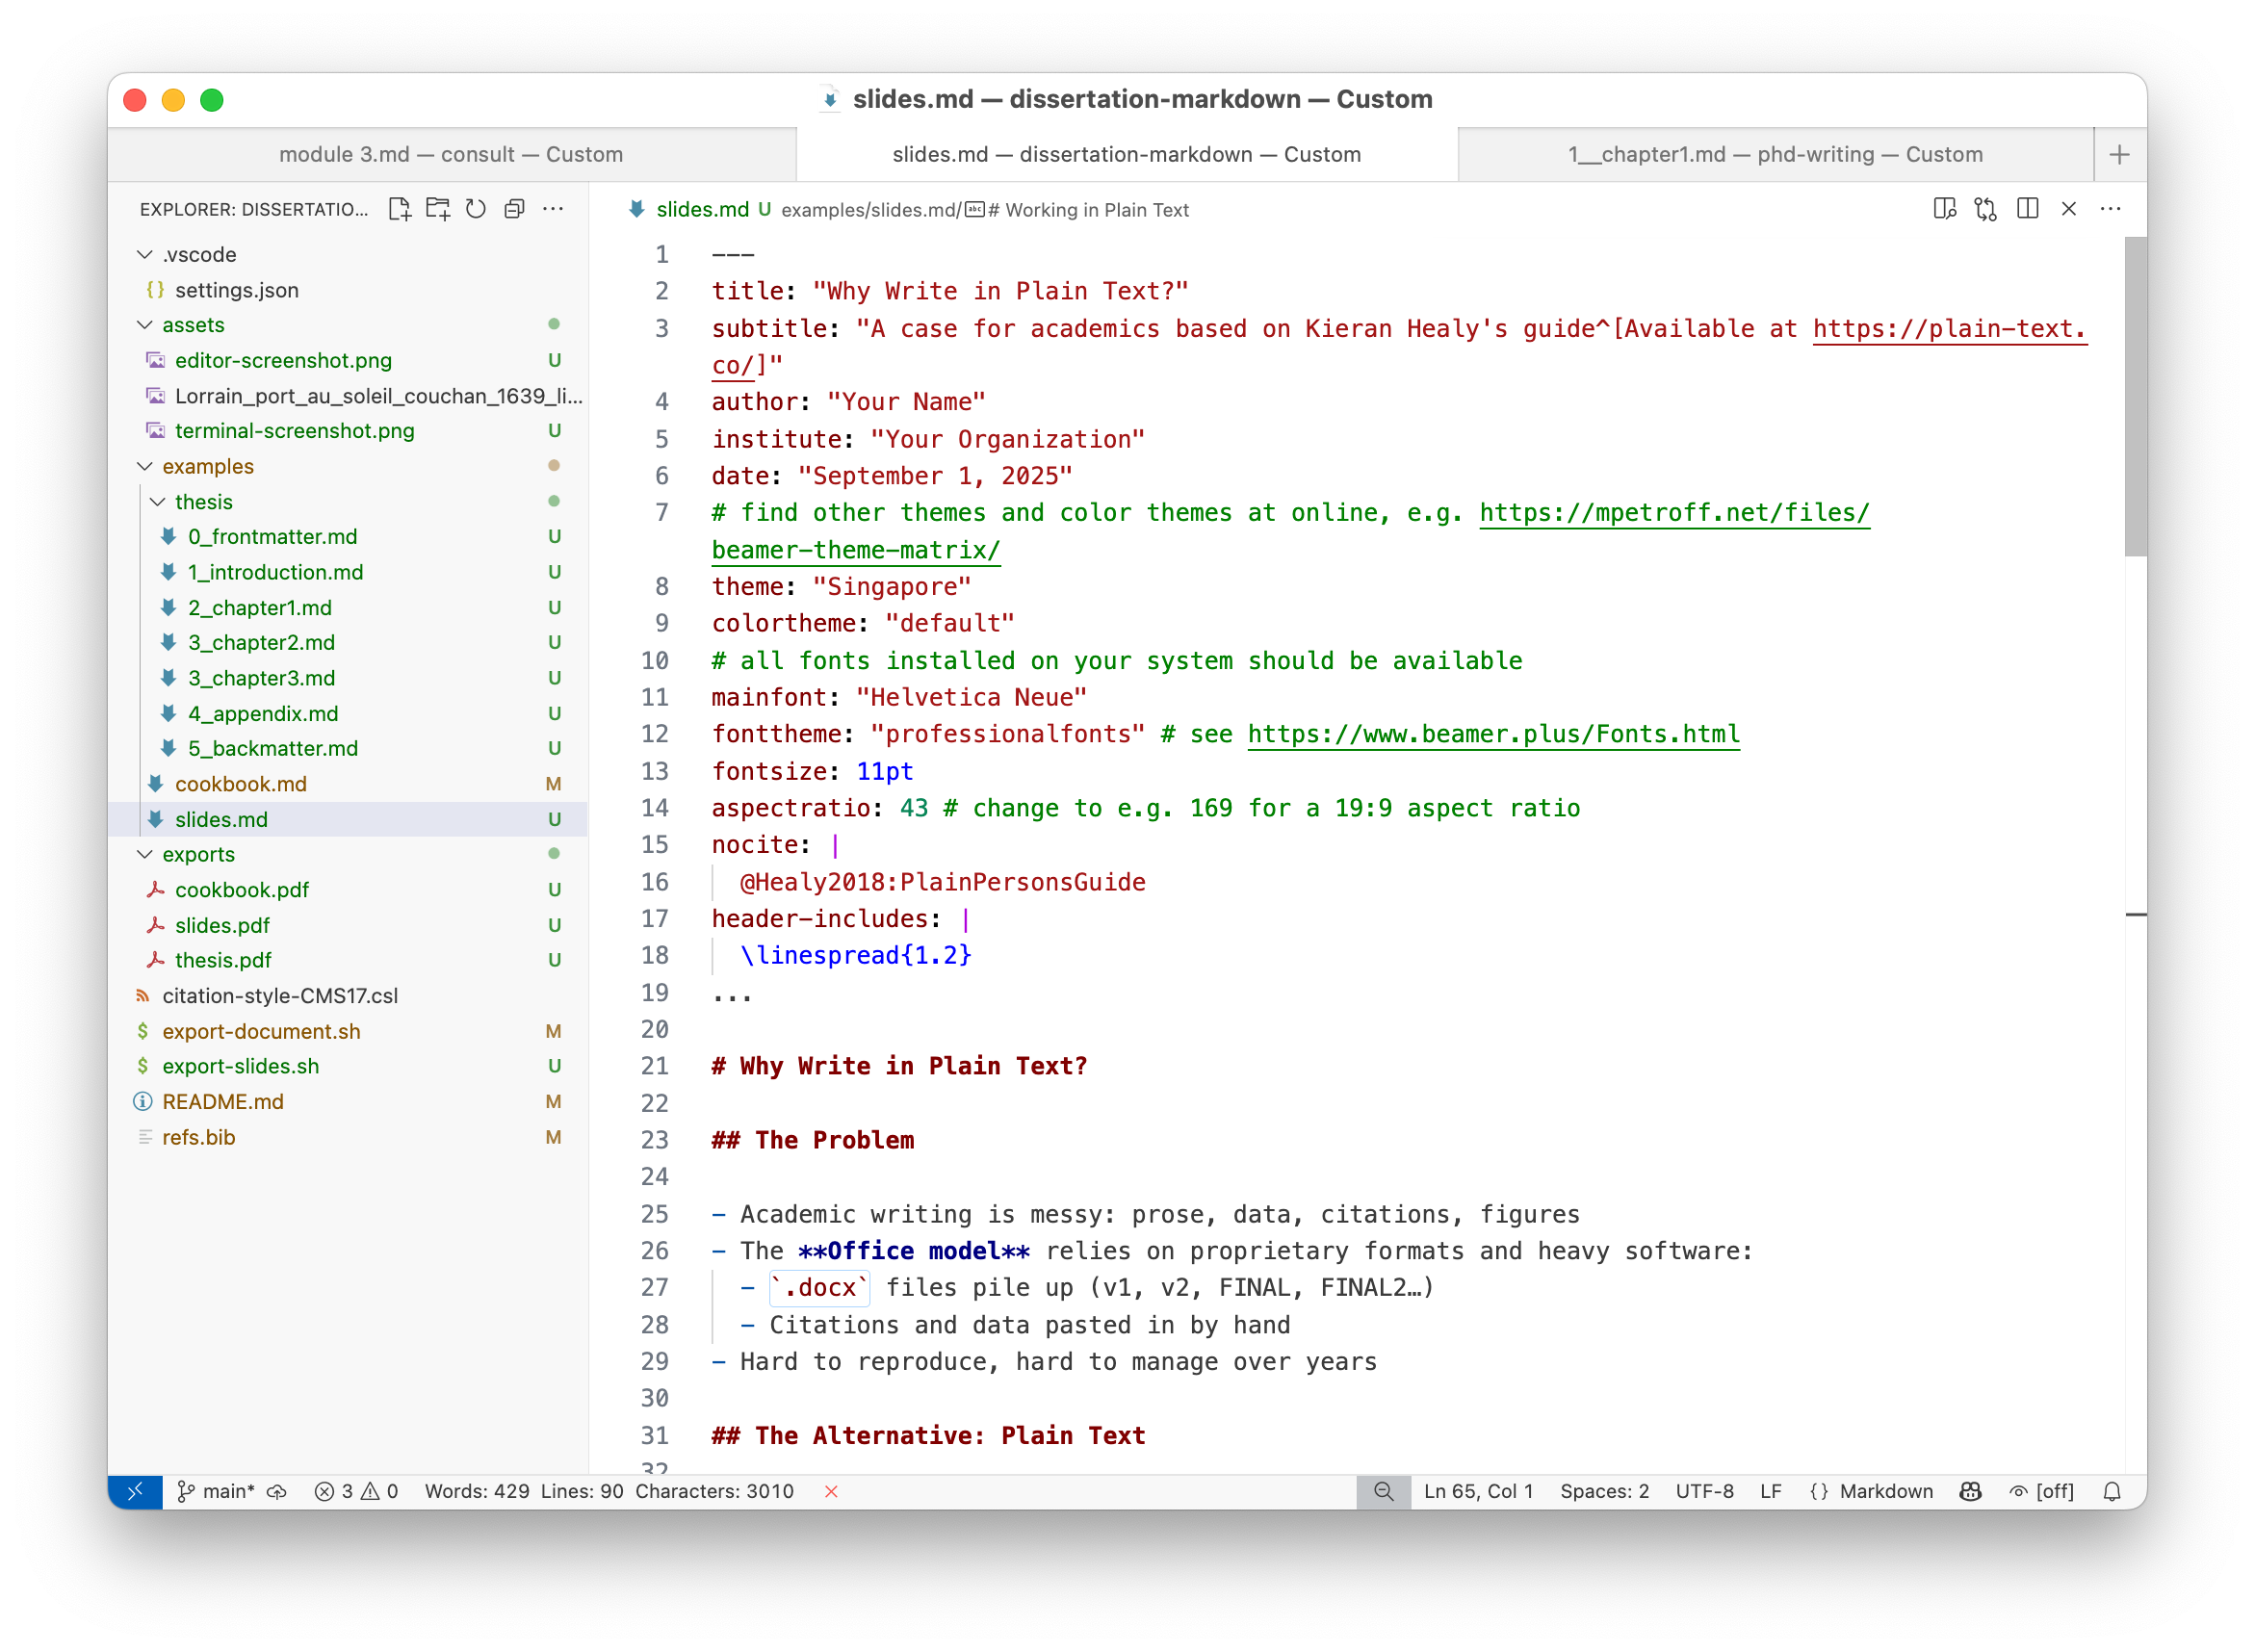 slides.md — dissertation-markdown — Custom
module 3.md — consult — Custom
slides.md — dissertation-markdown — Custom
1__chapter1.md — phd-writing — Custom
EXPLORER: DISSERTATIO...
.vscode
settings.json
assets
editor-screenshot.png U
Lorrain_port_au_soleil_couchan_1639_li...
terminal-screenshot.png U
examples
thesis
0_frontmatter.md U
1_introduction.md U
2_chapter1.md U
3_chapter2.md U
3_chapter3.md U
4_appendix.md U
5_backmatter.md U
cookbook.md M
slides.md U
exports
cookbook.pdf U
slides.pdf U
thesis.pdf U
citation-style-CMS17.csl
export-document.sh M
export-slides.sh U
README.md M
refs.bib M
slides.md U examples/slides.md/ # Working in Plain Text
1 ---
2 title: "Why Write in Plain Text?"
3 subtitle: "A case for academics based on Kieran Healy's guide^[Available at https://plain-text.
co/]"
4 author: "Your Name"
5 institute: "Your Organization"
6 date: "September 1, 2025"
7 # find other themes and color themes at online, e.g. https://mpetroff.net/files/
beamer-theme-matrix/
8 theme: "Singapore"
9 colortheme: "default"
10 # all fonts installed on your system should be available
11 mainfont: "Helvetica Neue"
12 fonttheme: "professionalfonts" # see https://www.beamer.plus/Fonts.html
13 fontsize: 11pt
14 aspectratio: 43 # change to e.g. 169 for a 19:9 aspect ratio
15 nocite: |
16 @Healy2018:PlainPersonsGuide
17 header-includes: |
18 \linespread{1.2}
19 ...
20
21 # Why Write in Plain Text?
22
23 ## The Problem
24
25 - Academic writing is messy: prose, data, citations, figures
26 - The **Office model** relies on proprietary formats and heavy software:
27 - `.docx` files pile up (v1, v2, FINAL, FINAL2…)
28 - Citations and data pasted in by hand
29 - Hard to reproduce, hard to manage over years
30
31 ## The Alternative: Plain Text
32
main* 3 0 Words: 429 Lines: 90 Characters: 3010 Ln 65, Col 1 Spaces: 2 UTF-8 LF {} Markdown [off]